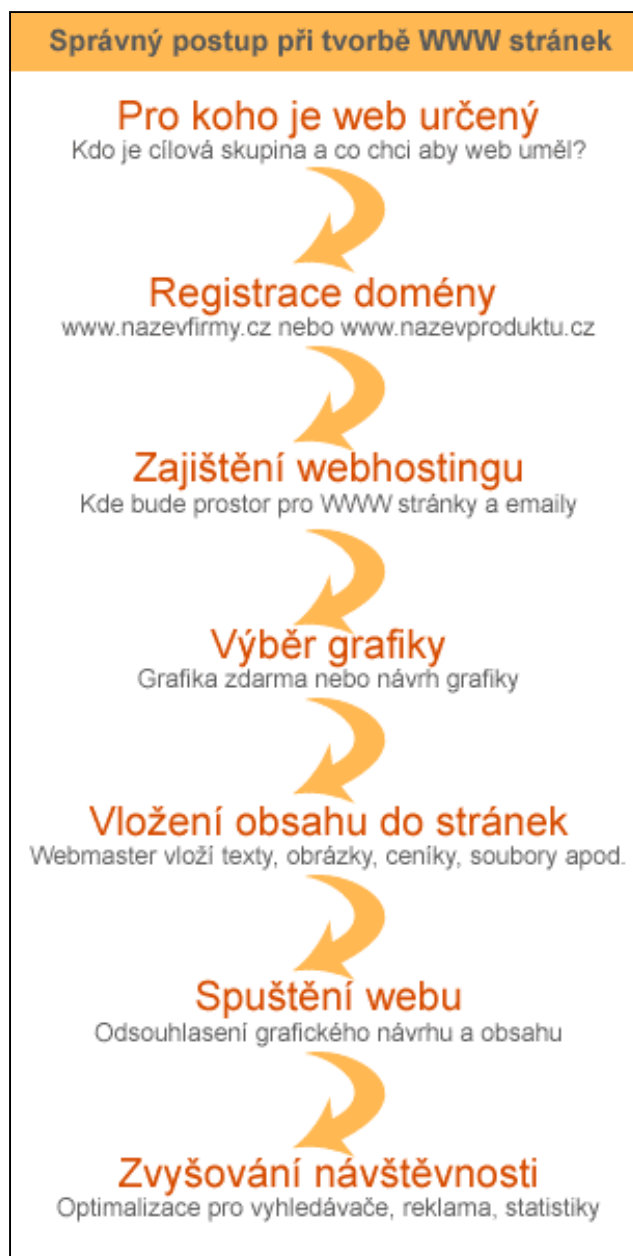 Správný postup při tvorbě WWW stránek
Pro koho je web určený
Kdo je cílová skupina a co chci aby web uměl?
Registrace domény
www.nazevfirmy.cz nebo www.nazevproduktu.cz
Zajištění webhostingu
Kde bude prostor pro WWW stránky a emaily
Výběr grafiky
Grafika zdarma nebo návrh grafiky
Vložení obsahu do stránek
Webmaster vloží texty, obrázky, ceníky, soubory apod.
Spuštění webu
Odsouhlasení grafického návrhu a obsahu
Zvyšování návštěvnosti
Optimalizace pro vyhledávače, reklama, statistiky